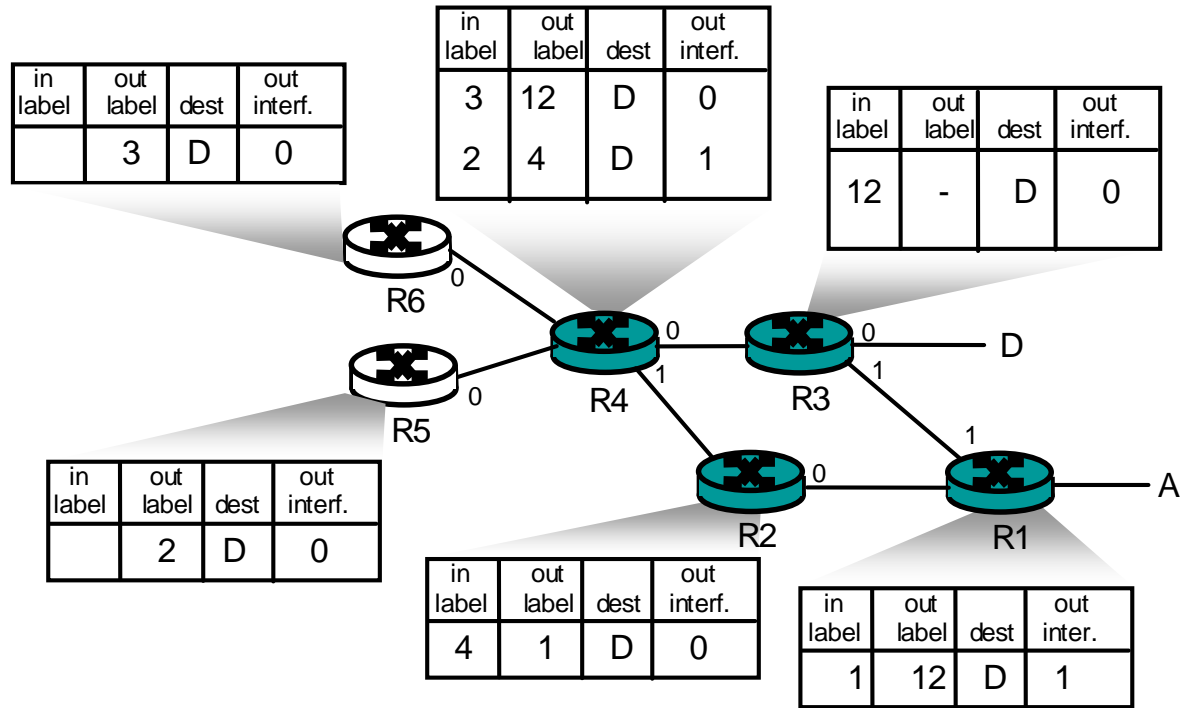 in label out label dest out interf.
3 D 0
in label out label dest out interf.
3 12 D 0
2 4 D 1
in label out label dest out interf.
12 - D 0
R6
0
R5
0
R4
0
1
R3
0
1
D
in label out label dest out interf.
2 D 0
R2
0
R1
1
A
in label out label dest out interf.
4 1 D 0
in label out label dest out inter.
1 12 D 1